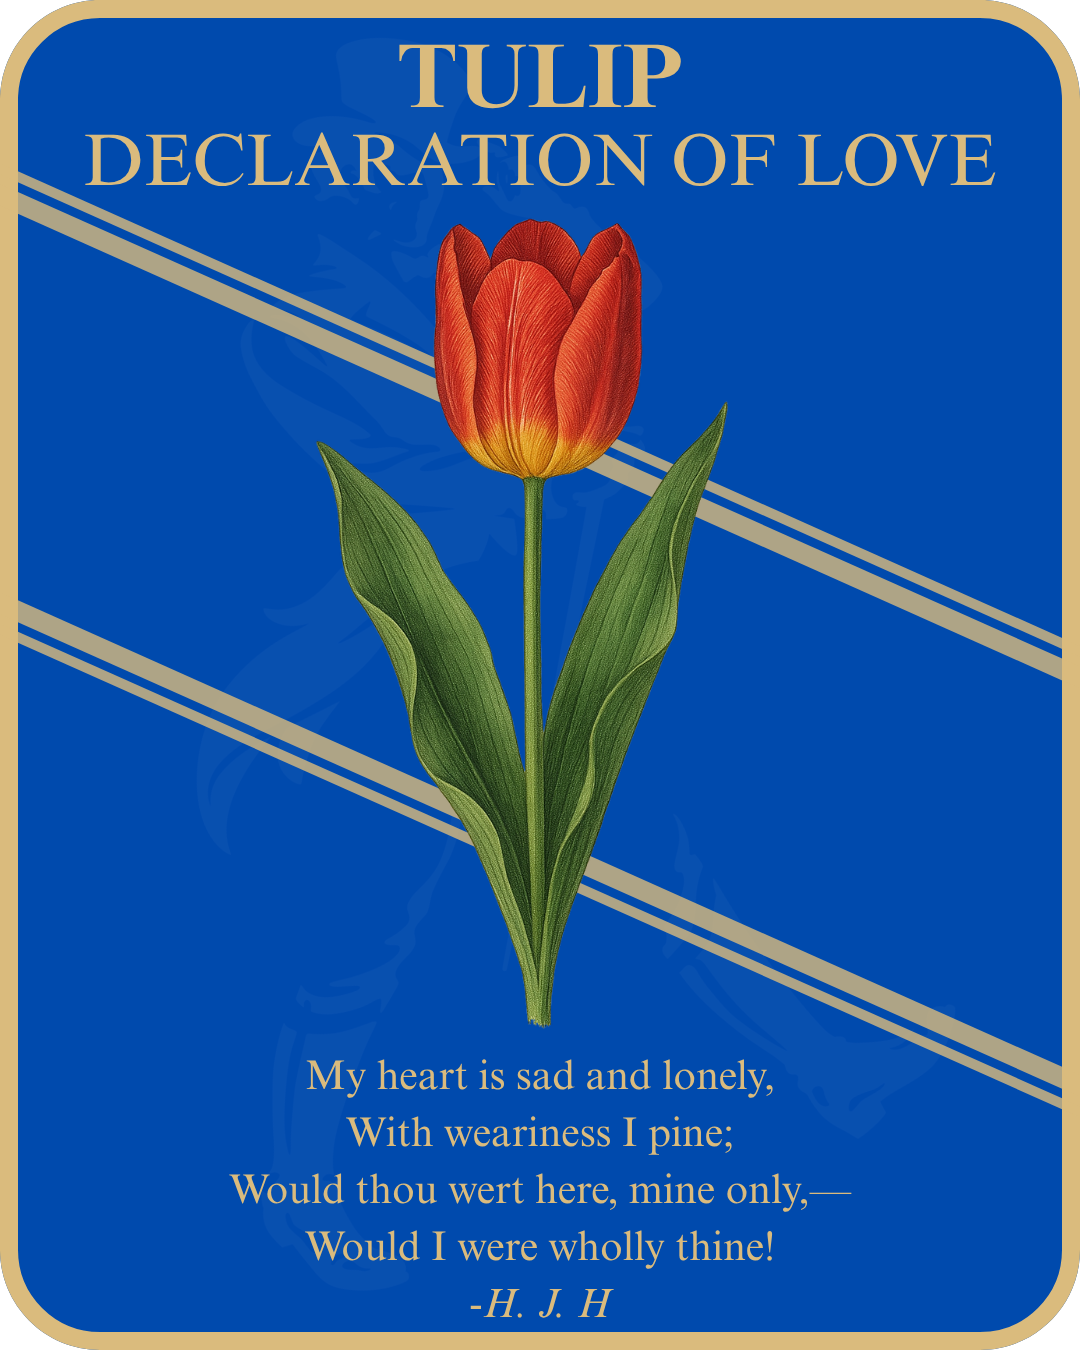 TULIP
DECLARATION OF LOVE
My heart is sad and lonely,
With weariness I pine;
Would thou wert here, mine only,—
Would I were wholly thine!
-H. J. H